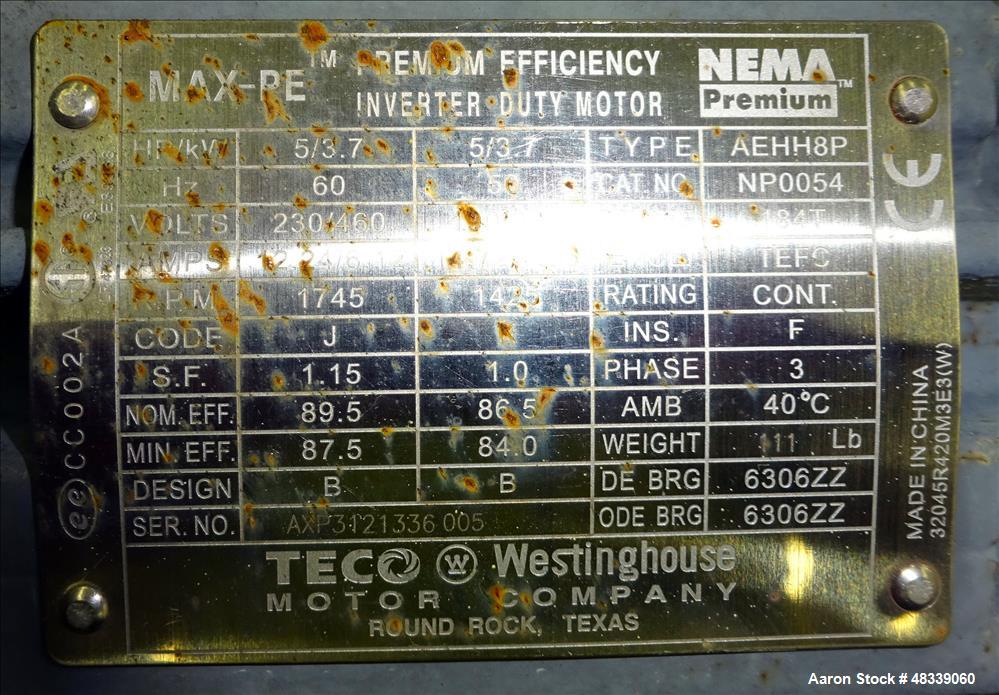 MAX-PE™ PREMIUM EFFICIENCY
INVERTER DUTY MOTOR
NEMA
Premium™
HP/kW 5/3.7 5/3.7 TYPE AEHH8P
Hz 60 50 CAT.NO. NP0054
VOLTS 230/460 184T
AMPS TEFC
R.P.M. 1745 1425 RATING CONT.
CODE J INS. F
S.F. 1.15 1.0 PHASE 3
NOM. EFF. 89.5 86.5 AMB 40°C
MIN. EFF. 87.5 84.0 WEIGHT 111 Lb
DESIGN B B DE BRG 6306ZZ
SER. NO. AXP3121336 005 ODE BRG 6306ZZ
TECO W Westinghouse
MOTOR COMPANY
ROUND ROCK, TEXAS
ee CC002A
CE
MADE IN CHINA
32045R420M3E3(W)
Aaron Stock # 48339060